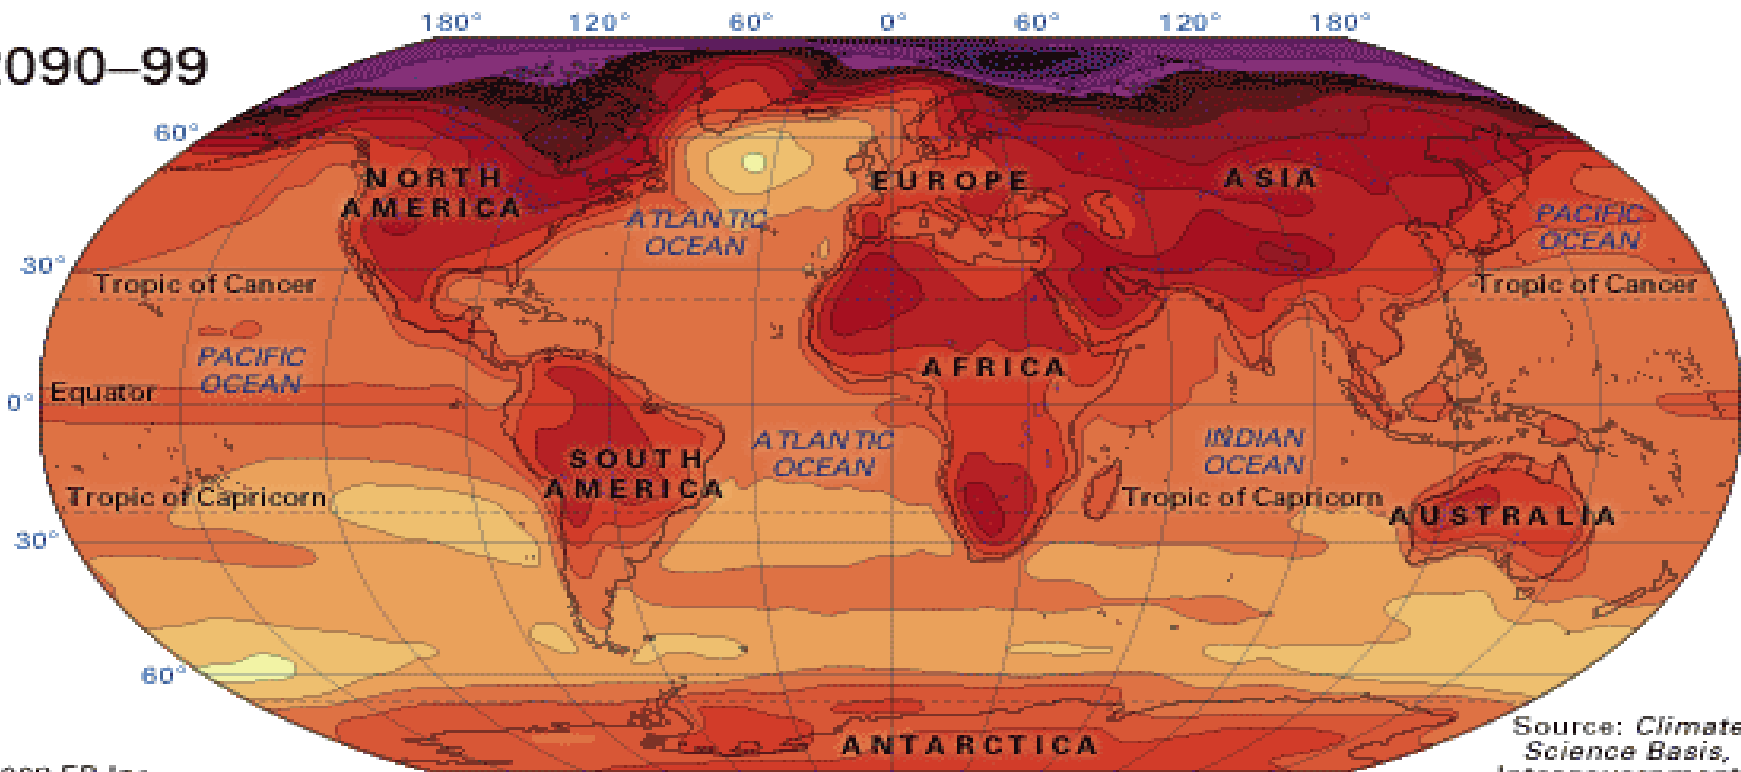 180° 120° 60° 0° 60° 120° 180°
2090–99
60°
NORTH
AMERICA
EUROPE
ASIA
ATLANTIC
OCEAN
PACIFIC
OCEAN
30°
Tropic of Cancer
Tropic of Cancer
PACIFIC
OCEAN
AFRICA
Equator
0°
ATLANTIC
OCEAN
INDIAN
OCEAN
SOUTH
AMERICA
Tropic of Capricorn
Tropic of Capricorn
AUSTRALIA
30°
60°
ANTARCTICA
Source: Climate
Science Basis,